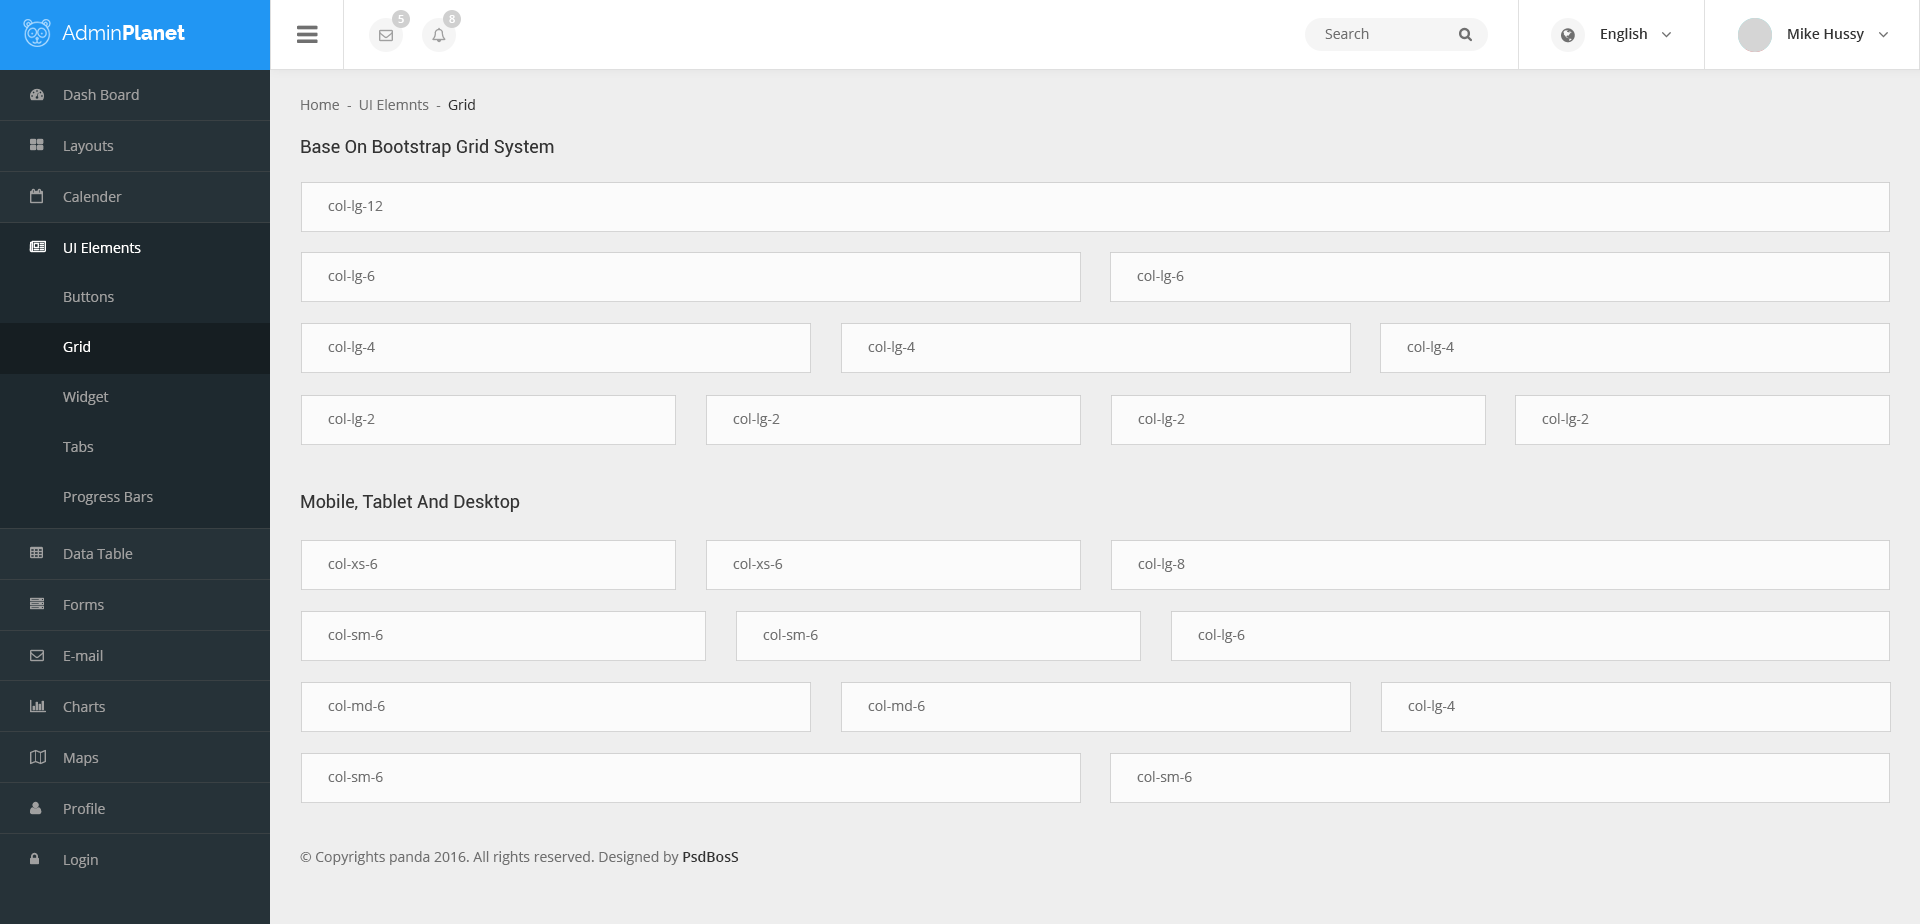 AdminPlanet
5
8
Search
English
Mike Hussy
Dash Board
Layouts
Calender
UI Elements
Buttons
Grid
Widget
Tabs
Progress Bars
Data Table
Forms
E-mail
Charts
Maps
Profile
Login
Home - UI Elemnts - Grid
Base On Bootstrap Grid System
col-lg-12
col-lg-6 col-lg-6
col-lg-4 col-lg-4 col-lg-4
col-lg-2 col-lg-2 col-lg-2 col-lg-2
Mobile, Tablet And Desktop
col-xs-6 col-xs-6 col-lg-8
col-sm-6 col-sm-6 col-lg-6
col-md-6 col-md-6 col-lg-4
col-sm-6 col-sm-6
© Copyrights panda 2016. All rights reserved. Designed by PsdBosS